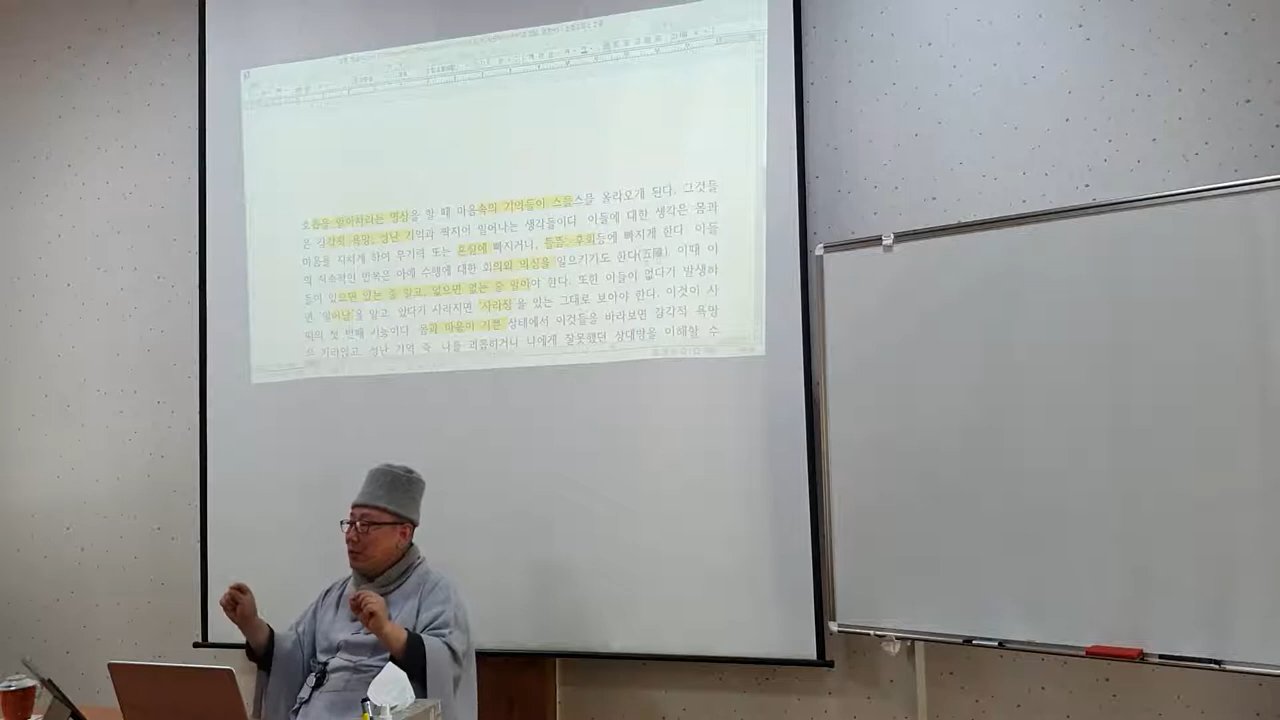 호흡을 알아차리는 명상을 할 때 마음속의 기억들이 스믈스믈 올라오게 된다. 그것들
은 감각적 욕망, 성난 기억과 짝지어 일어나는 생각들이다 이들에 대한 생각은 몸과
마음을 지치게 하여 무기력 또는 혼침에 빠지거나, 들뜸, 후회들에 빠지게 한다 이들
의 지속적인 반복은 아예 수행에 대한 회의와 의심을 일으키기도 한다(五障) 이때 이
들이 있으면 있는 줄 알고, 없으면 없는 줄 알아야 한다. 또한 이들이 없다가 발생하
면 '일어남'을 알고 있다가 사라지면 '사라짐'을 있는 그대로 보아야 한다. 이것이 사
띠의 첫 번째 기능이다 몸과 마음이 기쁜 상태에서 이것들을 바라보면 감각적 욕망
은 가라앉고, 성난 기억 즉 나를 괴롭히거나 나에게 잘못했던 상대방을 이해할 수